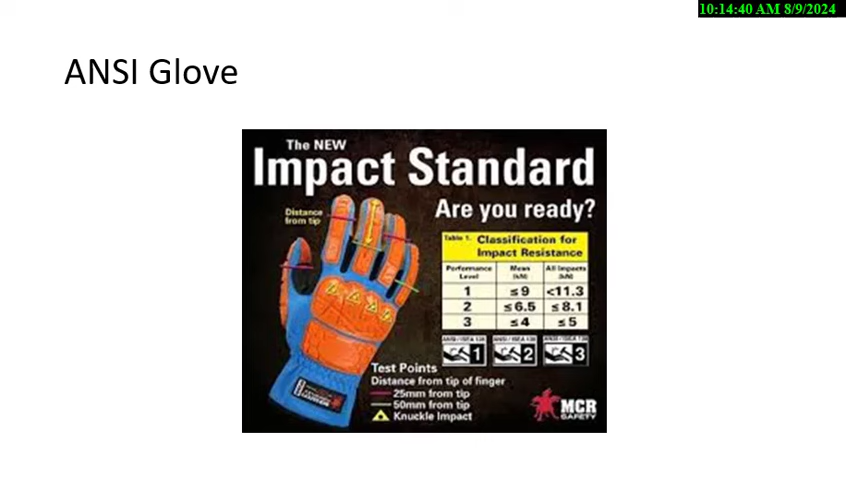 10:14:40 AM 8/9/2024
ANSI Glove
The NEW
Impact Standard
Are you ready?
Distance
from tip
Table 1. Classification for
Impact Resistance
Performance Level Mean (kN) All Impacts (kN)
1 ≤9 <11.3
2 ≤6.5 ≤8.1
3 ≤4 ≤5
1 2 3
Test Points
Distance from tip of finger
25mm from tip
50mm from tip
Knuckle Impact
MCR
SAFETY